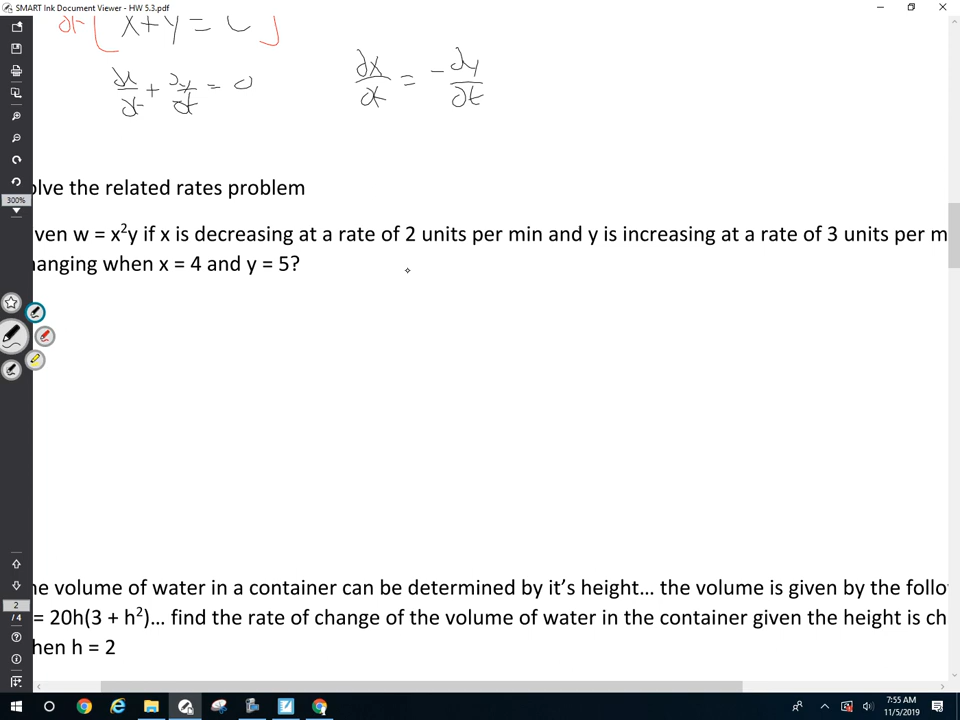 SMART Ink Document Viewer - HW 5.3.pdf
x+y = C
dx/dt + dy/dt = 0
dx/dt = - dy/dt
300%
olve the related rates problem
ven w = x²y if x is decreasing at a rate of 2 units per min and y is increasing at a rate of 3 units per m
hanging when x = 4 and y = 5?
he volume of water in a container can be determined by it's height… the volume is given by the follo
= 20h(3 + h²)… find the rate of change of the volume of water in the container given the height is ch
hen h = 2
2
/ 4
7:55 AM
11/5/2019